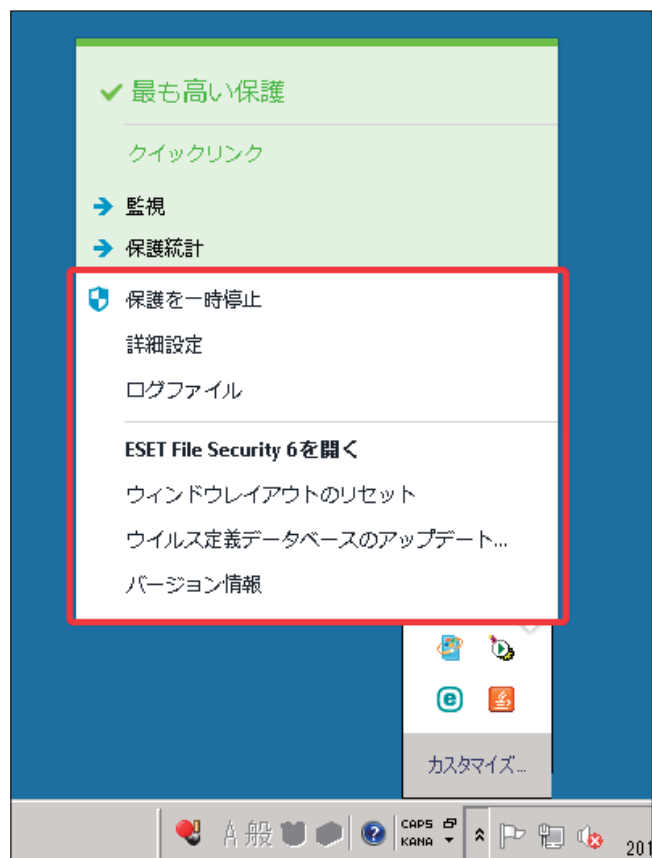 最も高い保護
クイックリンク
監視
保護統計
保護を一時停止
詳細設定
ログファイル
ESET File Security 6を開く
ウィンドウレイアウトのリセット
ウイルス定義データベースのアップデート...
バージョン情報
e
カスタマイズ...
A 般 CAPS
KANA
201